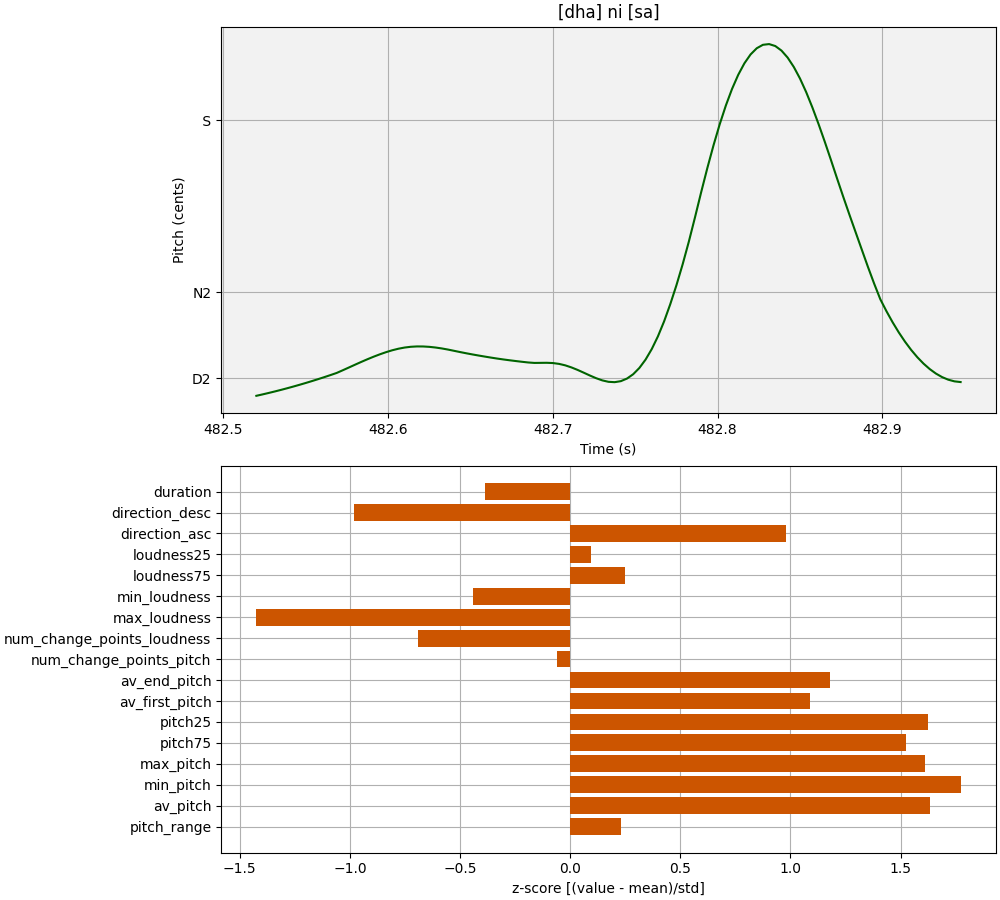 [dha] ni [sa]
S
N2
D2
Pitch (cents)
482.5 482.6 482.7 482.8 482.9
Time (s)
duration
direction_desc
direction_asc
loudness25
loudness75
min_loudness
max_loudness
num_change_points_loudness
num_change_points_pitch
av_end_pitch
av_first_pitch
pitch25
pitch75
max_pitch
min_pitch
av_pitch
pitch_range
−1.5 −1.0 −0.5 0.0 0.5 1.0 1.5
z-score [(value - mean)/std]